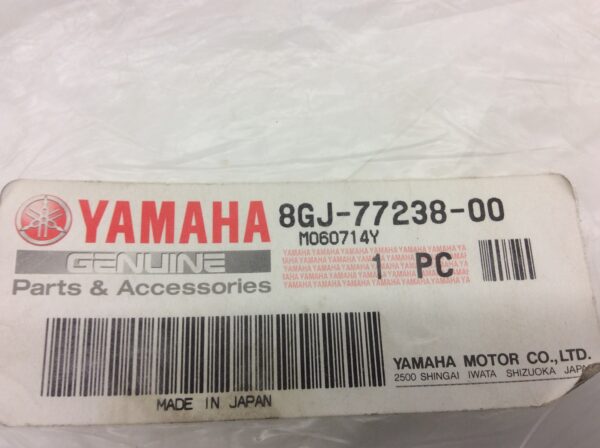 YAMAHA 8GJ-77238-00
M060714Y
GENUINE
Parts & Accessories
1 PC
YAMAHA MOTOR CO.,LTD.
2500 SHINGAI IWATA SHIZUOKA JAPAN
MADE IN JAPAN